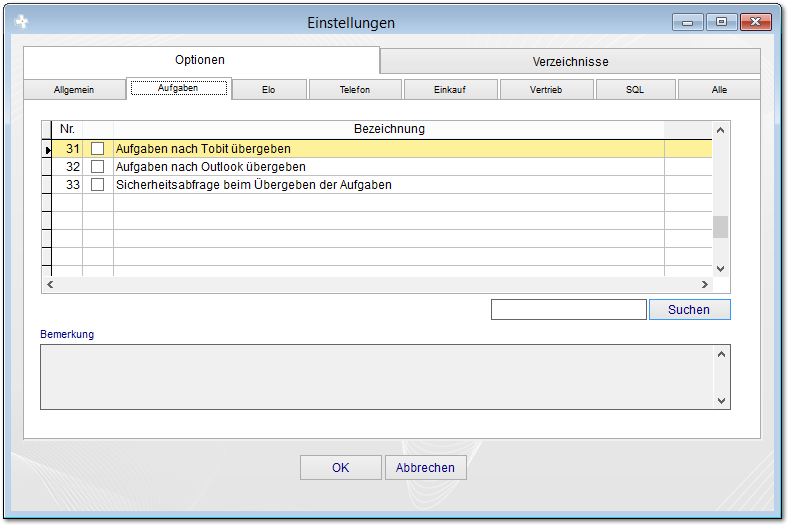 Einstellungen
Optionen Verzeichnisse
Allgemein Aufgaben Elo Telefon Einkauf Vertrieb SQL Alle
Nr. Bezeichnung
31 Aufgaben nach Tobit übergeben
32 Aufgaben nach Outlook übergeben
33 Sicherheitsabfrage beim Übergeben der Aufgaben
Suchen
Bemerkung
OK Abbrechen